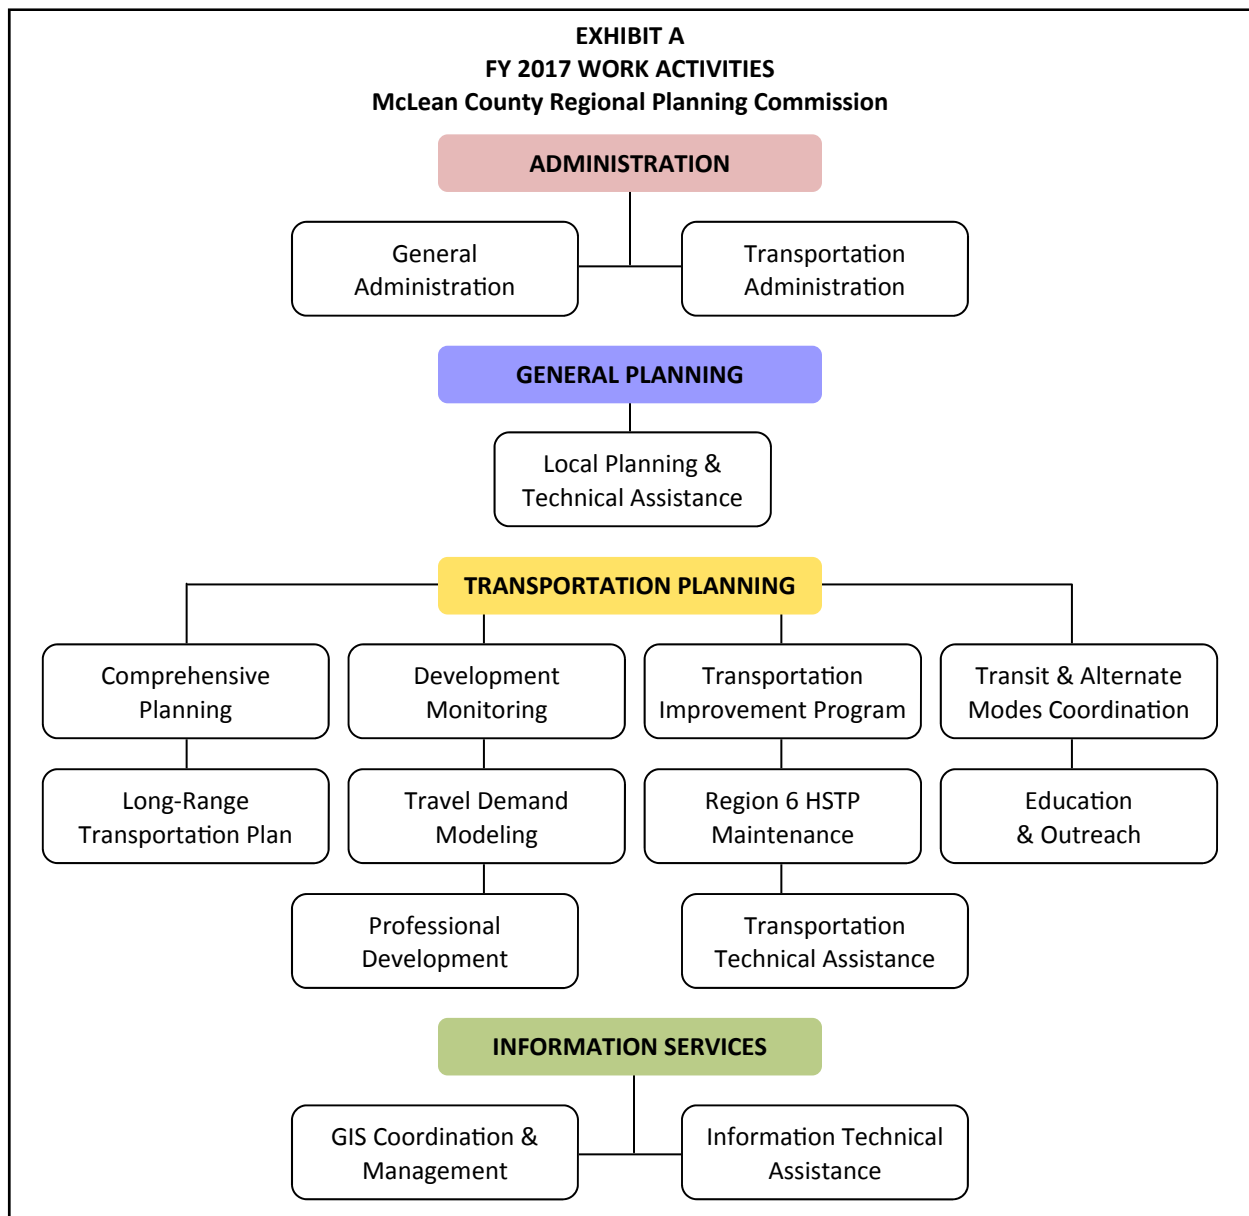 EXHIBIT A
FY 2017 WORK ACTIVITIES
McLean County Regional Planning Commission
ADMINISTRATION
General
Administration
Transportation
Administration
GENERAL PLANNING
Local Planning &
Technical Assistance
TRANSPORTATION PLANNING
Comprehensive
Planning
Development
Monitoring
Transportation
Improvement Program
Transit & Alternate
Modes Coordination
Long-Range
Transportation Plan
Travel Demand
Modeling
Region 6 HSTP
Maintenance
Education
& Outreach
Professional
Development
Transportation
Technical Assistance
INFORMATION SERVICES
GIS Coordination &
Management
Information Technical
Assistance